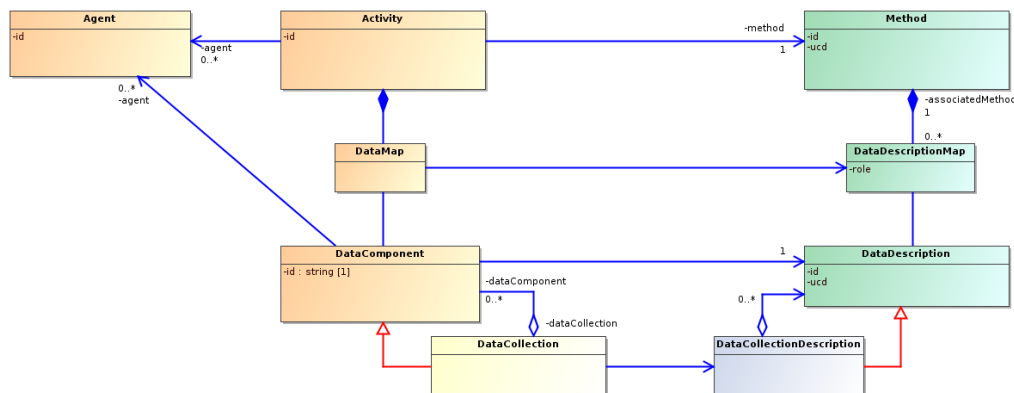 Agent
-id
Activity
-id
Method
-id
-ucd
-agent
0..*
-method
1
0..*
-agent
-associatedMethod
1
0..*
DataMap
DataDescriptionMap
-role
DataComponent
-id : string [1]
1
DataDescription
-id
-ucd
-dataComponent
0..*
-dataCollection
0..*
DataCollection
DataCollectionDescription